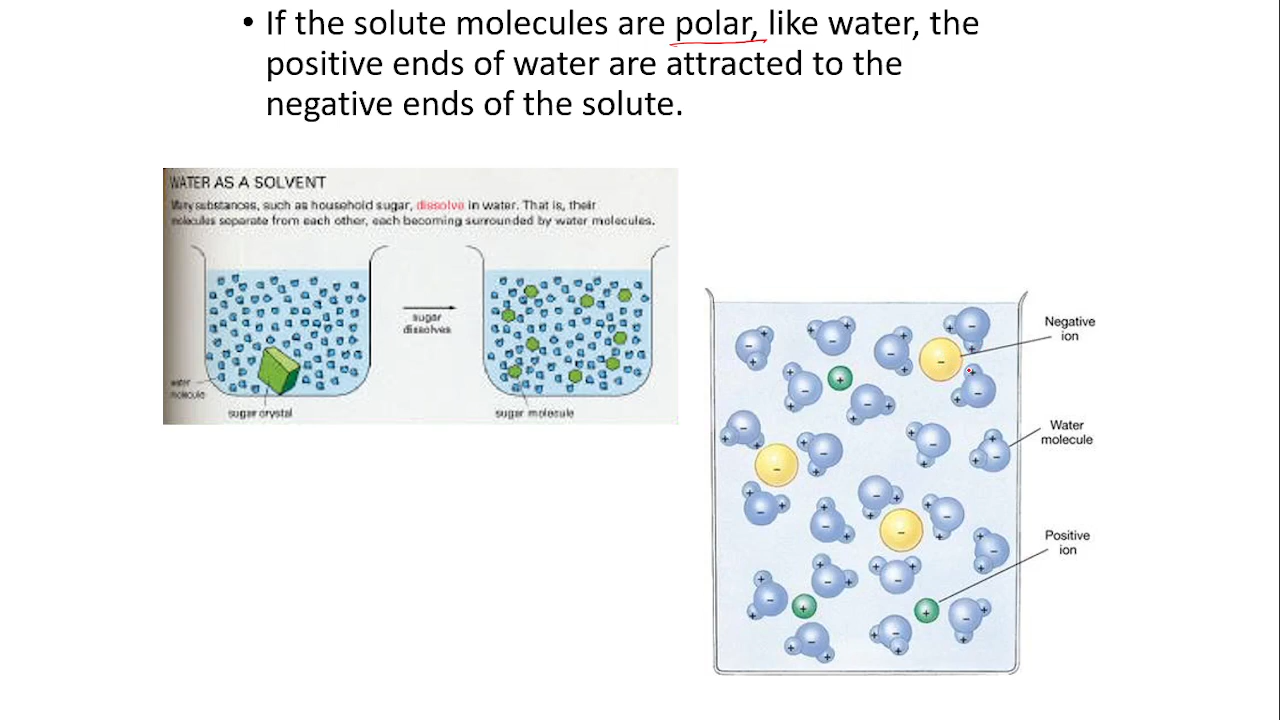 • If the solute molecules are polar, like water, the
positive ends of water are attracted to the
negative ends of the solute.
WATER AS A SOLVENT
Many substances, such as household sugar, dissolve in water. That is, their
molecules separate from each other, each becoming surrounded by water molecules.
sugar
dissolves
water
molecule
sugar crystal
sugar molecule
Negative
ion
Water
molecule
Positive
ion